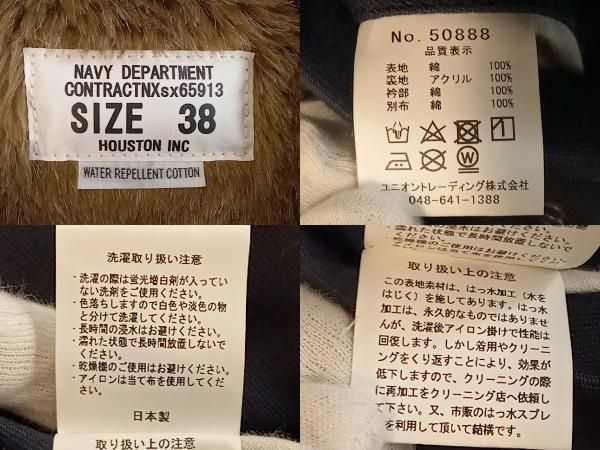 NAVY DEPARTMENT
CONTRACTNXsx65913
SIZE 38
HOUSTON INC
WATER REPELLENT COTTON
No. 50888
品質表示
表地 綿 100%
裏地 アクリル 100%
衿部 綿 100%
別布 綿 100%
ユニオントレーディング株式会社
048-641-1388
洗濯取り扱い注意
・洗濯の際は蛍光増白剤が入っていない洗剤をご使用ください。
・色落ちしますので白色や淡色の物と分けて洗濯してください。
・長時間の浸水はお避けください。
・濡れた状態で長時間放置しないでください。
・乾燥機のご使用はお避けください。
・アイロンは当て布を使用してください。
日本製
取り扱い上の注意
取り扱い上の注意
この表地素材は、はっ水加工（水を
はじく）を施してあります。はっ水
加工は、永久的なものではありませ
んが、洗濯後アイロン掛けで性能は
回復します。しかし着用やクリーニ
ングをくり返すことにより、効果が
低下しますので、クリーニングの際
に再加工をクリーニング店へ依頼し
て下さい。又、市販のはっ水スプレ
を利用して頂いて結構です。